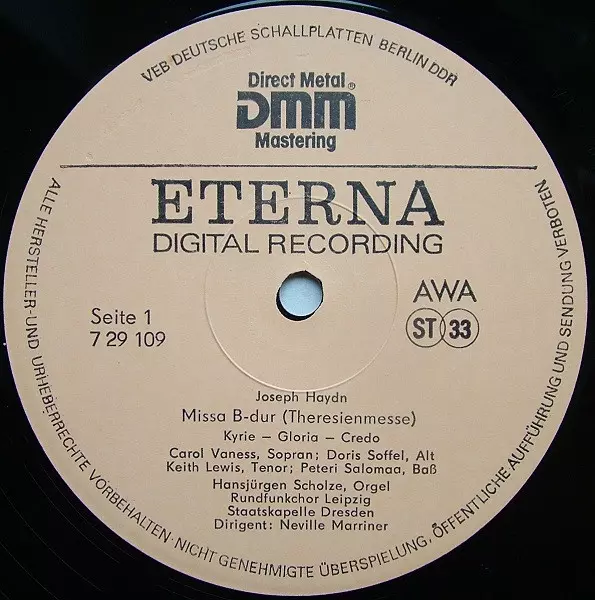 VEB DEUTSCHE SCHALLPLATTEN BERLIN DDR
Direct Metal
DMM®
Mastering
ETERNA
DIGITAL RECORDING
AWA
ST 33
Seite 1
7 29 109
Joseph Haydn
Missa B-dur (Theresienmesse)
Kyrie – Gloria – Credo
Carol Vaness, Sopran; Doris Soffel, Alt
Keith Lewis, Tenor; Peteri Salomaa, Baß
Hansjürgen Scholze, Orgel
Rundfunkchor Leipzig
Staatskapelle Dresden
Dirigent: Neville Marriner
ALLE HERSTELLER-UND URHEBERRECHTE VORBEHALTEN·NICHT GENEHMIGTE ÜBERSPIELUNG, ÖFFENTLICHE AUFFÜHRUNG UND SENDUNG VERBOTEN